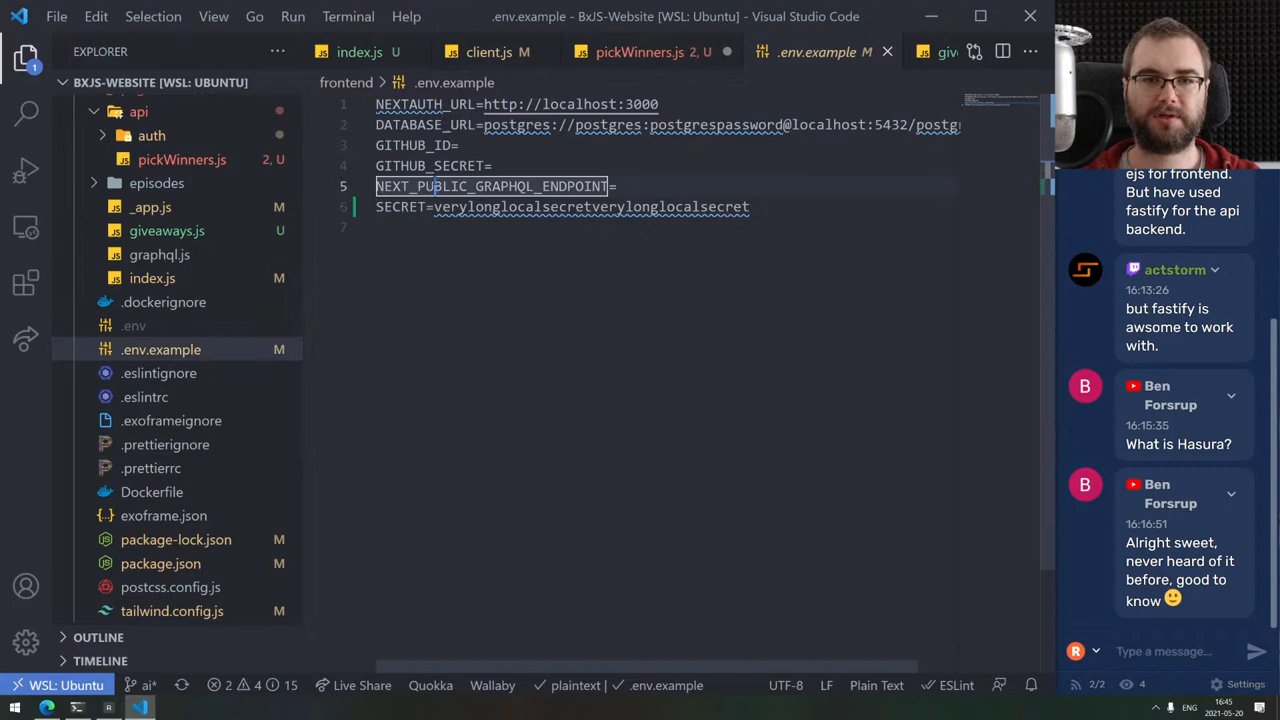 File Edit Selection View Go Run Terminal Help
.env.example - BxJS-Website [WSL: Ubuntu] - Visual Studio Code
EXPLORER
index.js U
client.js M
pickWinners.js 2, U
.env.example M
giv
BXJS-WEBSITE [WSL: UBUNTU]
api
auth
pickWinners.js 2, U
episodes
_app.js
giveaways.js U
graphql.js
index.js M
.dockerignore
.env
.env.example M
.eslintignore
.eslintrc
.exoframeignore
.prettierignore
.prettierrc
Dockerfile
exoframe.json
package-lock.json M
package.json M
postcss.config.js
tailwind.config.js M
OUTLINE
TIMELINE
frontend .env.example
1 NEXTAUTH_URL=http://localhost:3000
2 DATABASE_URL=postgres://postgres:postgrespassword@localhost:5432/postgr
3 GITHUB_ID=
4 GITHUB_SECRET=
5 NEXT_PUBLIC_GRAPHQL_ENDPOINT=
6 SECRET=verylonglocalsecretverylonglocalsecret
7
1
WSL: Ubuntu ai* 2 4 15 Live Share Quokka Wallaby plaintext | .env.example UTF-8 LF Plain Text ESLint
ejs for frontend.
But have used
fastify for the api
backend.
actstorm
16:13:26
but fastify is
awsome to work
with.
B
Ben
Forsrup
16:15:35
What is Hasura?
B
Ben
Forsrup
16:16:51
Alright sweet,
never heard of it
before, good to
know
R
Type a message...
2/2 4 Settings
R
ENG
16:45
2021-05-20